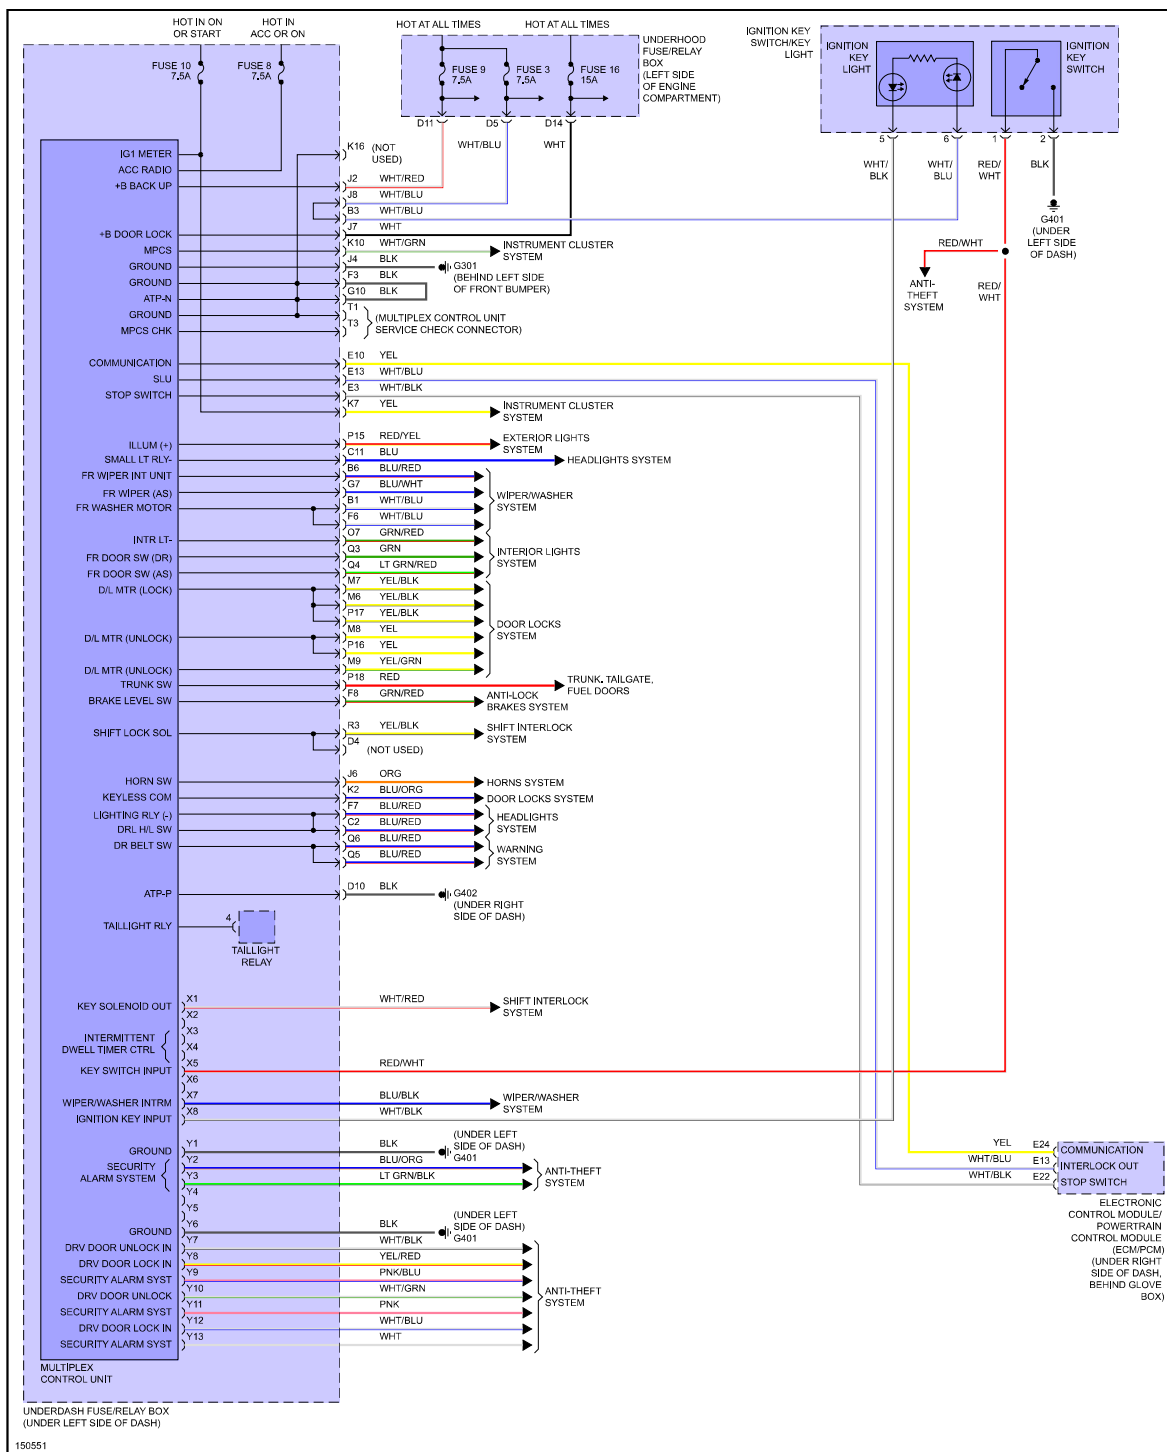 HOT IN ON
OR START
HOT IN
ACC OR ON
FUSE 10
7.5A
FUSE 8
7.5A
HOT AT ALL TIMES
HOT AT ALL TIMES
FUSE 9
7.5A
FUSE 3
7.5A
FUSE 16
15A
UNDERHOOD
FUSE/RELAY
BOX
(LEFT SIDE
OF ENGINE
COMPARTMENT)
D11
D5
D14
WHT/BLU
WHT
IGNITION KEY
SWITCH/KEY
LIGHT
IGNITION
KEY
LIGHT
IGNITION
KEY
SWITCH
5
6
1
2
WHT/
BLK
WHT/
BLU
RED/
WHT
BLK
G401
(UNDER
LEFT SIDE
OF DASH)
RED/WHT
ANTI-
THEFT
SYSTEM
RED/
WHT
IG1 METER
ACC RADIO
+B BACK UP
+B DOOR LOCK
MPCS
GROUND
GROUND
ATP-N
GROUND
MPCS CHK
COMMUNICATION
SLU
STOP SWITCH
ILLUM (+)
SMALL LT RLY-
FR WIPER INT UNIT
FR WIPER (AS)
FR WASHER MOTOR
INTR LT-
FR DOOR SW (DR)
FR DOOR SW (AS)
D/L MTR (LOCK)
D/L MTR (UNLOCK)
D/L MTR (UNLOCK)
TRUNK SW
BRAKE LEVEL SW
SHIFT LOCK SOL
HORN SW
KEYLESS COM
LIGHTING RLY (-)
DRL H/L SW
DR BELT SW
ATP-P
TAILLIGHT RLY
K16 (NOT
USED)
J2 WHT/RED
J8 WHT/BLU
B3 WHT/BLU
J7 WHT
K10 WHT/GRN
INSTRUMENT CLUSTER
SYSTEM
J4 BLK
G301
(BEHIND LEFT SIDE
OF FRONT BUMPER)
F3 BLK
G10 BLK
T1
T3
(MULTIPLEX CONTROL UNIT
SERVICE CHECK CONNECTOR)
E10 YEL
E13 WHT/BLU
E3 WHT/BLK
K7 YEL
INSTRUMENT CLUSTER
SYSTEM
P15 RED/YEL
EXTERIOR LIGHTS
SYSTEM
C11 BLU
HEADLIGHTS SYSTEM
B6 BLU/RED
G7 BLU/WHT
B1 WHT/BLU
F6 WHT/BLU
WIPER/WASHER
SYSTEM
O7 GRN/RED
Q3 GRN
Q4 LT GRN/RED
INTERIOR LIGHTS
SYSTEM
M7 YEL/BLK
M6 YEL/BLK
P17 YEL/BLK
M8 YEL
P16 YEL
M9 YEL/GRN
DOOR LOCKS
SYSTEM
P18 RED
TRUNK, TAILGATE,
FUEL DOORS
F8 GRN/RED
ANTI-LOCK
BRAKES SYSTEM
R3 YEL/BLK
SHIFT INTERLOCK
SYSTEM
D4
(NOT USED)
J6 ORG
HORNS SYSTEM
K2 BLU/ORG
DOOR LOCKS SYSTEM
F7 BLU/RED
C2 BLU/RED
HEADLIGHTS
SYSTEM
Q6 BLU/RED
Q5 BLU/RED
WARNING
SYSTEM
D10 BLK
G402
(UNDER RIGHT
SIDE OF DASH)
4
TAILLIGHT
RELAY
KEY SOLENOID OUT
INTERMITTENT
DWELL TIMER CTRL
KEY SWITCH INPUT
WIPER/WASHER INTRM
IGNITION KEY INPUT
X1
X2
X3
X4
X5
X6
X7
X8
WHT/RED
SHIFT INTERLOCK
SYSTEM
RED/WHT
BLU/BLK
WIPER/WASHER
SYSTEM
WHT/BLK
GROUND
SECURITY
ALARM SYSTEM
GROUND
DRV DOOR UNLOCK IN
DRV DOOR LOCK IN
SECURITY ALARM SYST
DRV DOOR UNLOCK
SECURITY ALARM SYST
DRV DOOR LOCK IN
SECURITY ALARM SYST
Y1
Y2
Y3
Y4
Y5
Y6
Y7
Y8
Y9
Y10
Y11
Y12
Y13
BLK
(UNDER LEFT
SIDE OF DASH)
G401
BLU/ORG
LT GRN/BLK
ANTI-THEFT
SYSTEM
BLK
(UNDER LEFT
SIDE OF DASH)
G401
WHT/BLK
YEL/RED
PNK/BLU
WHT/GRN
PNK
WHT/BLU
WHT
ANTI-THEFT
SYSTEM
YEL E24
WHT/BLU E13
WHT/BLK E22
COMMUNICATION
INTERLOCK OUT
STOP SWITCH
ELECTRONIC
CONTROL MODULE/
POWERTRAIN
CONTROL MODULE
(ECM/PCM)
(UNDER RIGHT
SIDE OF DASH,
BEHIND GLOVE
BOX)
MULTIPLEX
CONTROL UNIT
UNDERDASH FUSE/RELAY BOX
(UNDER LEFT SIDE OF DASH)
150551